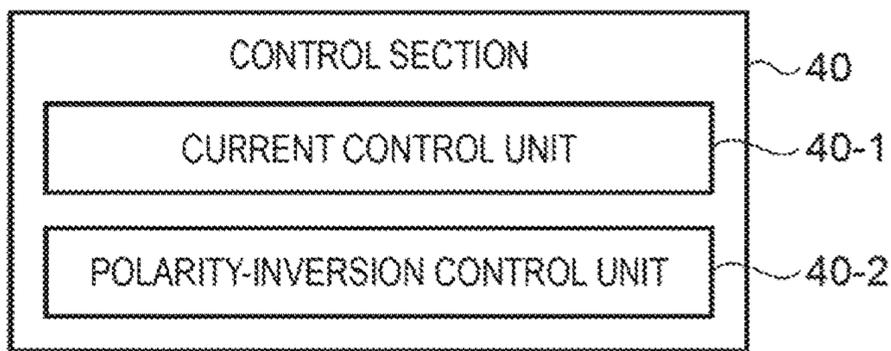 CONTROL SECTION
40
CURRENT CONTROL UNIT
40-1
POLARITY-INVERSION CONTROL UNIT
40-2